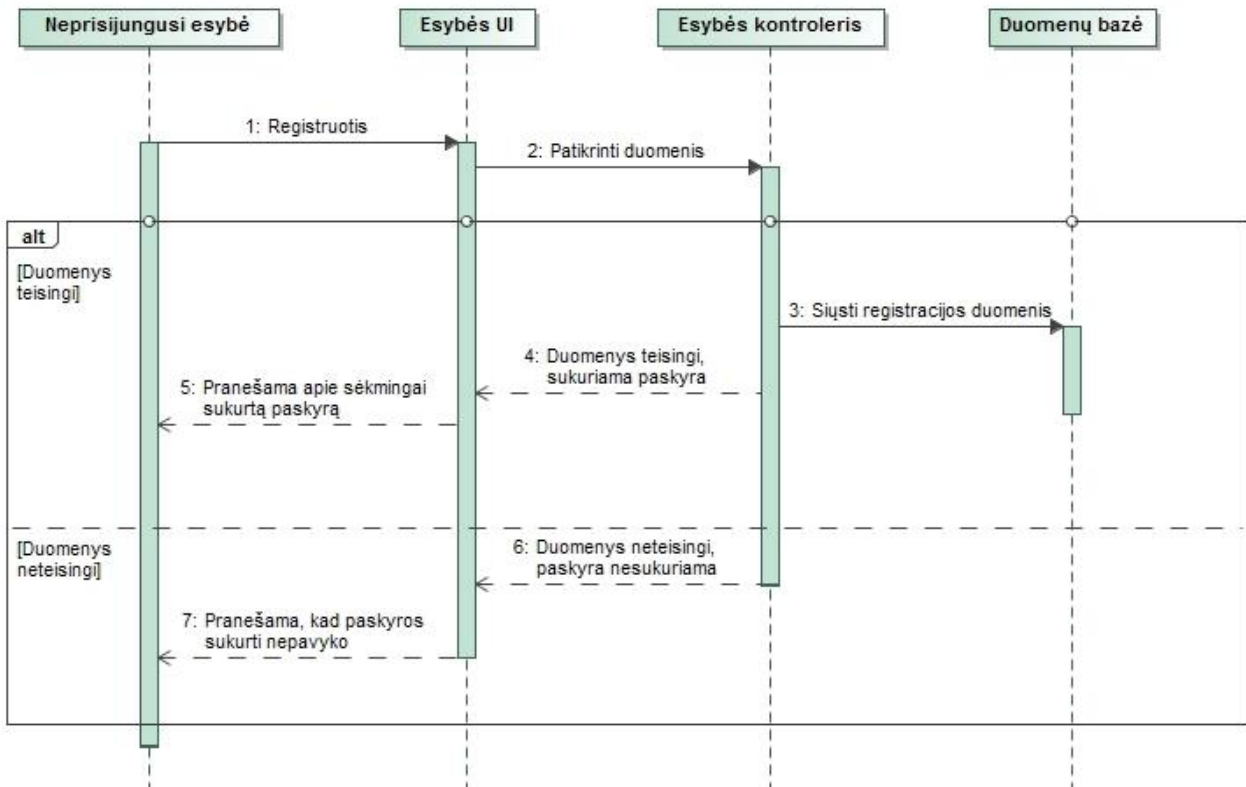 Neprisijungusi esybė
Esybės UI
Esybės kontroleris
Duomenų bazė
1: Registruotis
2: Patikrinti duomenis
alt
[Duomenys
teisingi]
3: Siųsti registracijos duomenis
4: Duomenys teisingi,
sukuriama paskyra
5: Pranešama apie sėkmingai
sukurtą paskyrą
[Duomenys
neteisingi]
6: Duomenys neteisingi,
paskyra nesukuriama
7: Pranešama, kad paskyros
sukurti nepavyko